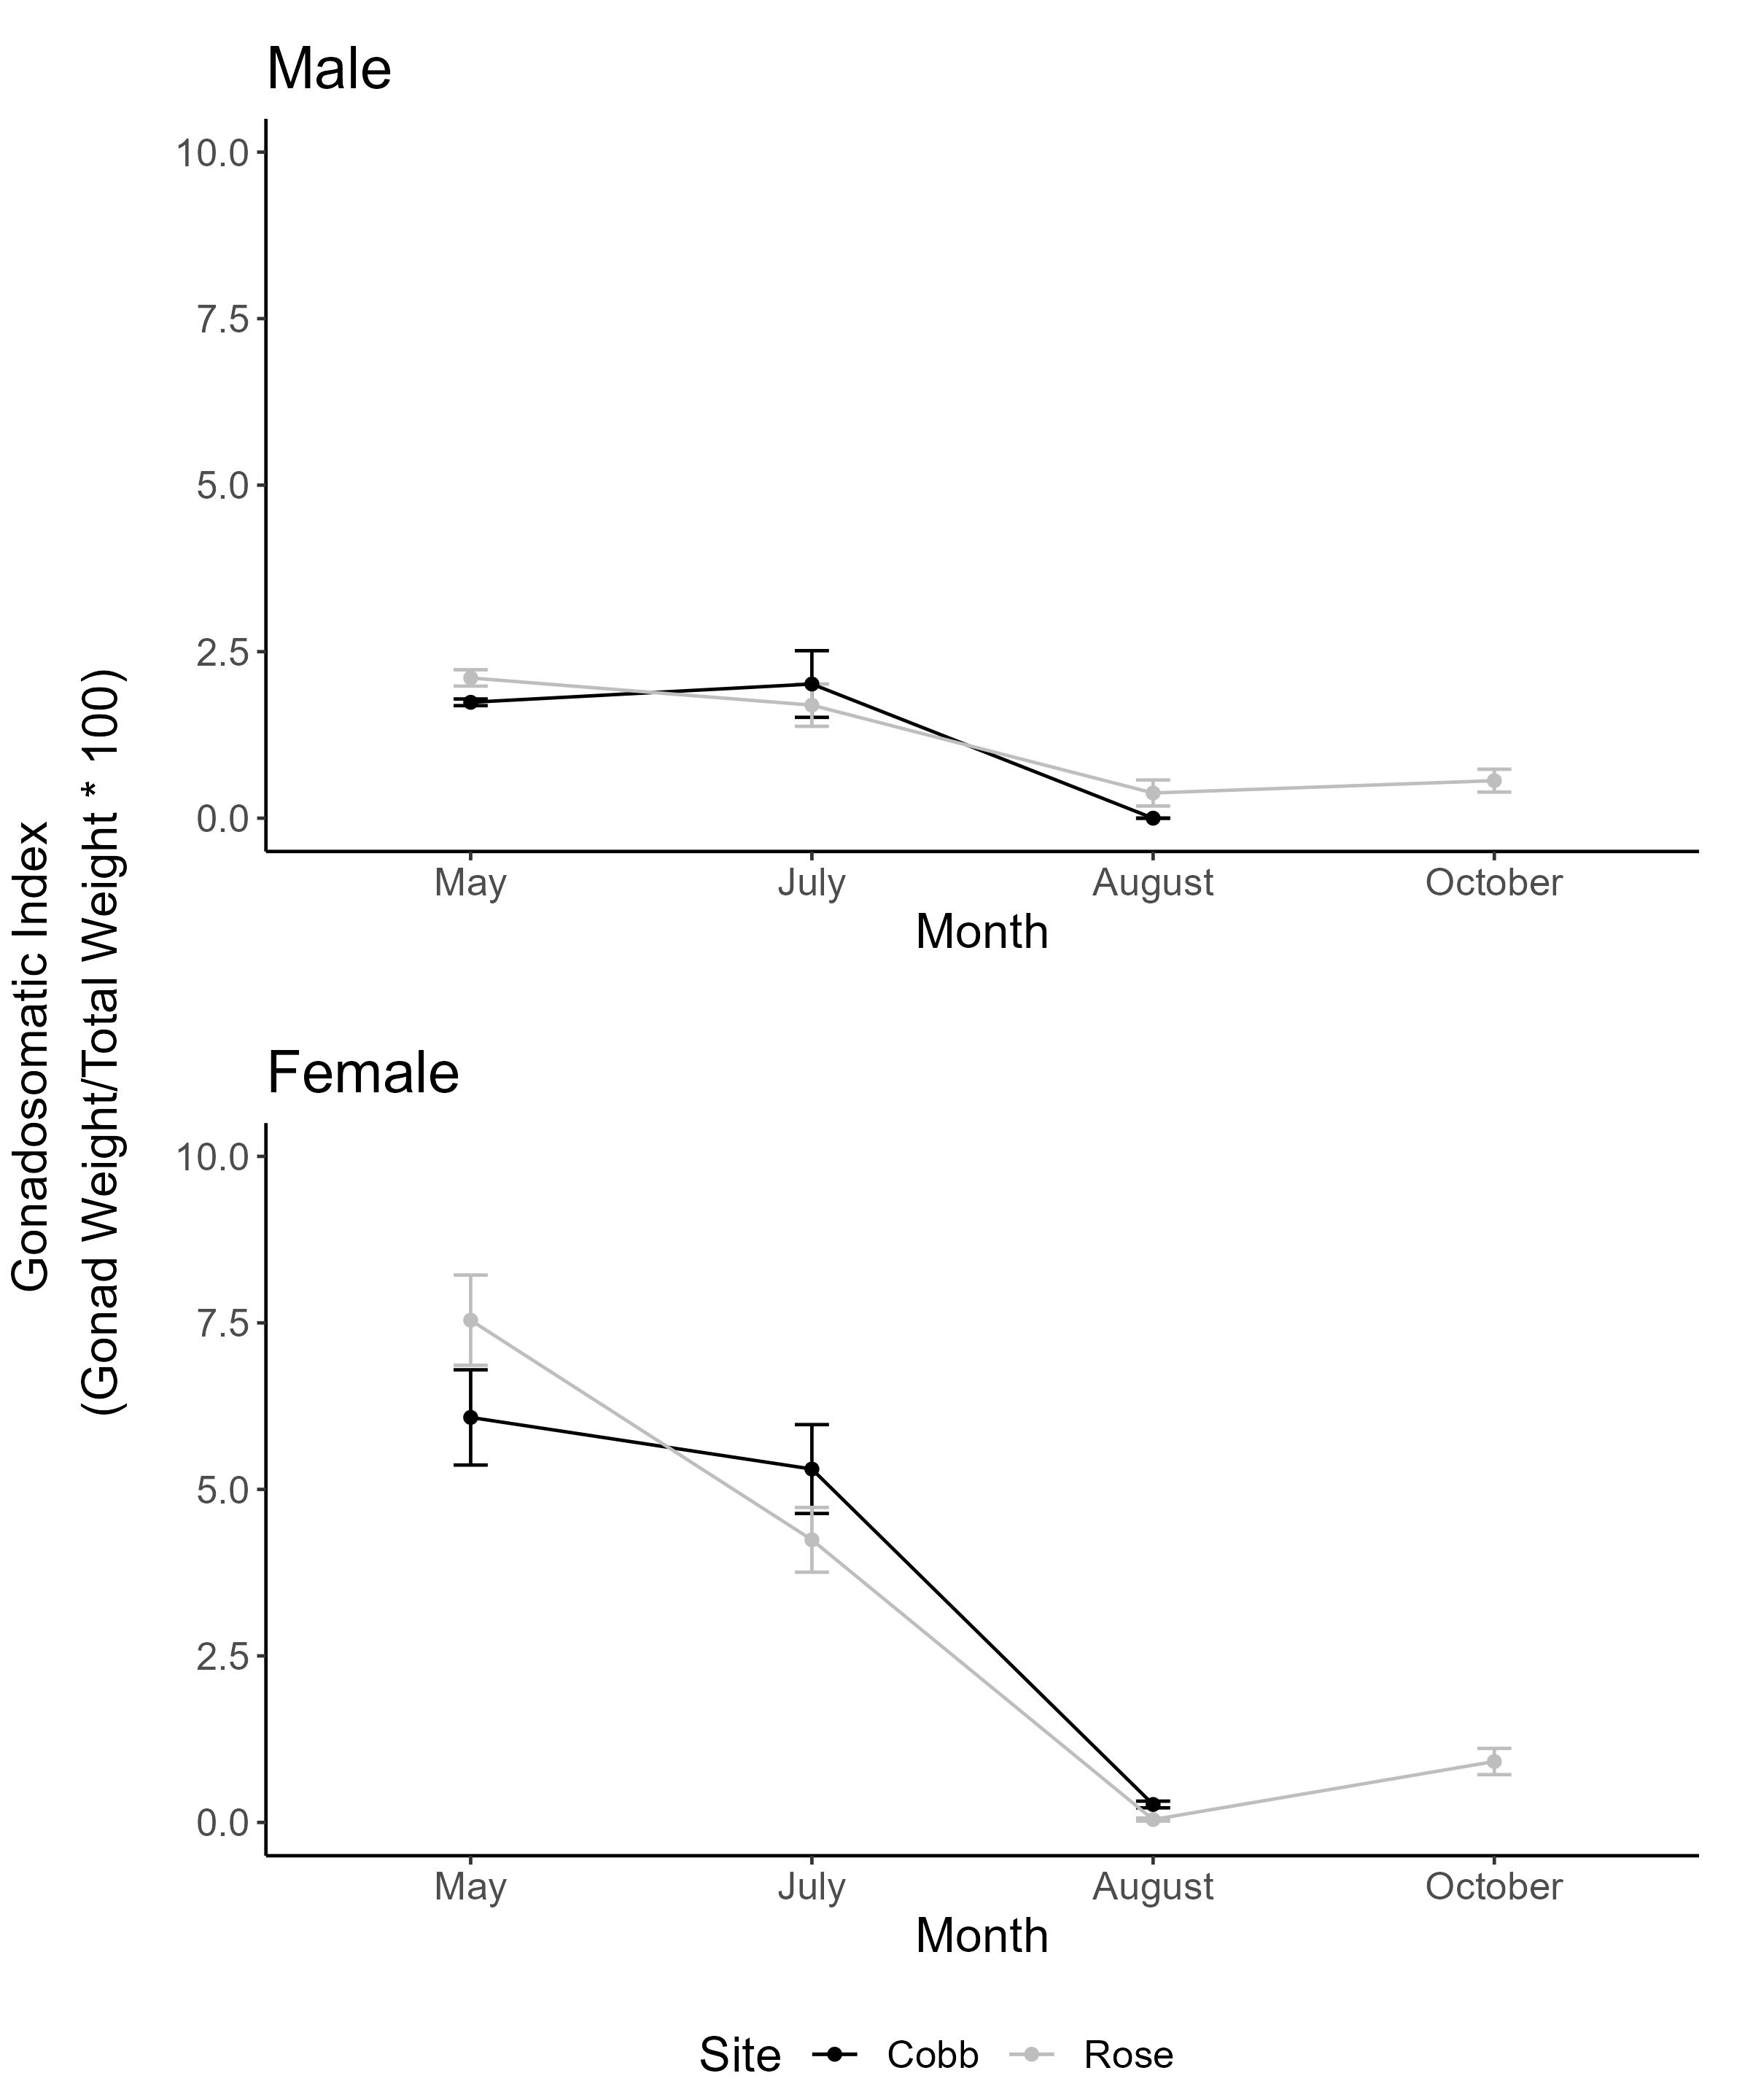 Gonadosomatic Index
(Gonad Weight/Total Weight * 100)
Male
10.0
7.5
5.0
2.5
0.0
May July August October
Month
Female
10.0
7.5
5.0
2.5
0.0
May July August October
Month
Site Cobb Rose